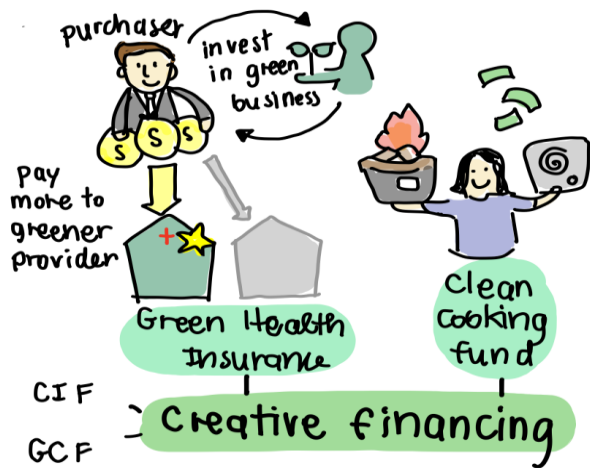 purchaser
invest
in green
business
S S S
pay
more to
greener
provider
Green Health
Insurance
Clean
Cooking
fund
CIF
GCF
Creative financing